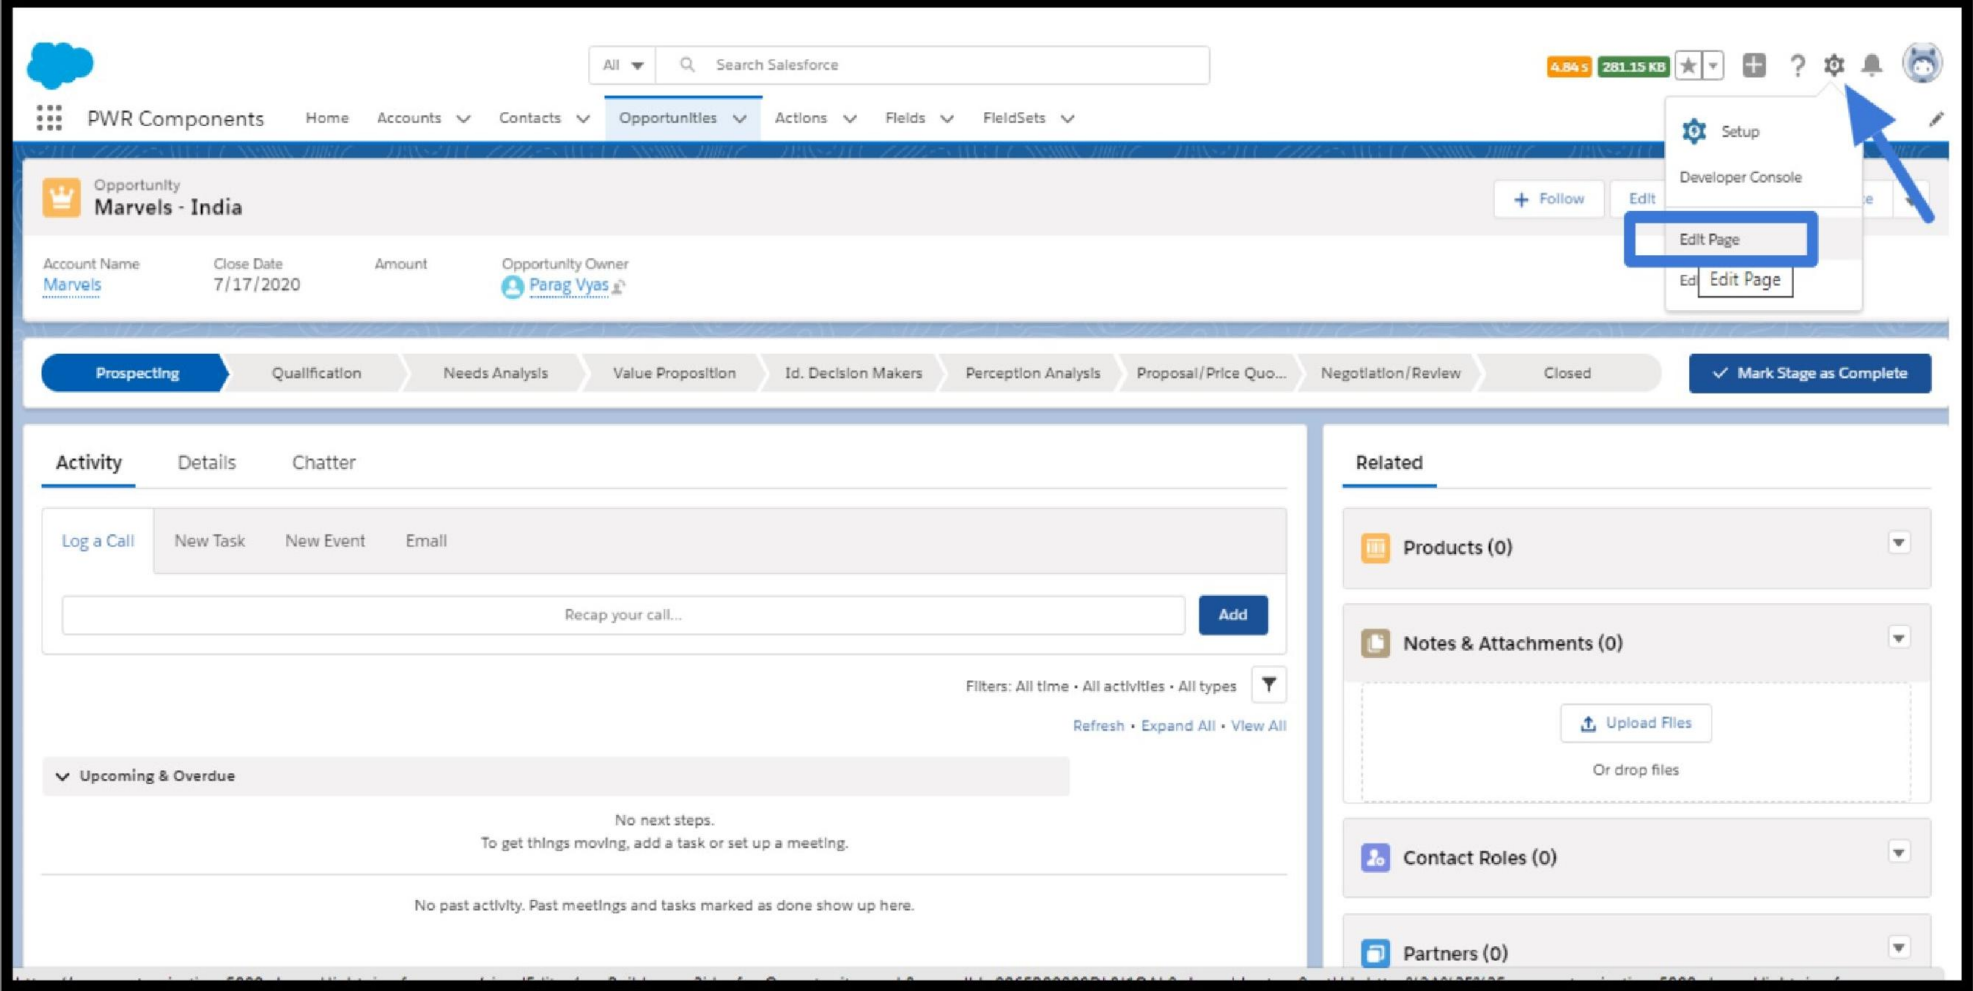 All Search Salesforce
4.84 s 281.15 KB
PWR Components Home Accounts Contacts Opportunities Actions Fields FieldSets
Setup
Developer Console
Edit Page
Edit Page
Opportunity
Marvels - India
Follow Edit
Account Name Close Date Amount Opportunity Owner
Marvels 7/17/2020 Parag Vyas
Prospecting Qualification Needs Analysis Value Proposition Id. Decision Makers Perception Analysis Proposal/Price Quo... Negotiation/Review Closed Mark Stage as Complete
Activity Details Chatter
Log a Call New Task New Event Email
Recap your call... Add
Filters: All time • All activities • All types
Refresh • Expand All • View All
Upcoming & Overdue
No next steps.
To get things moving, add a task or set up a meeting.
No past activity. Past meetings and tasks marked as done show up here.
Related
Products (0)
Notes & Attachments (0)
Upload Files
Or drop files
Contact Roles (0)
Partners (0)